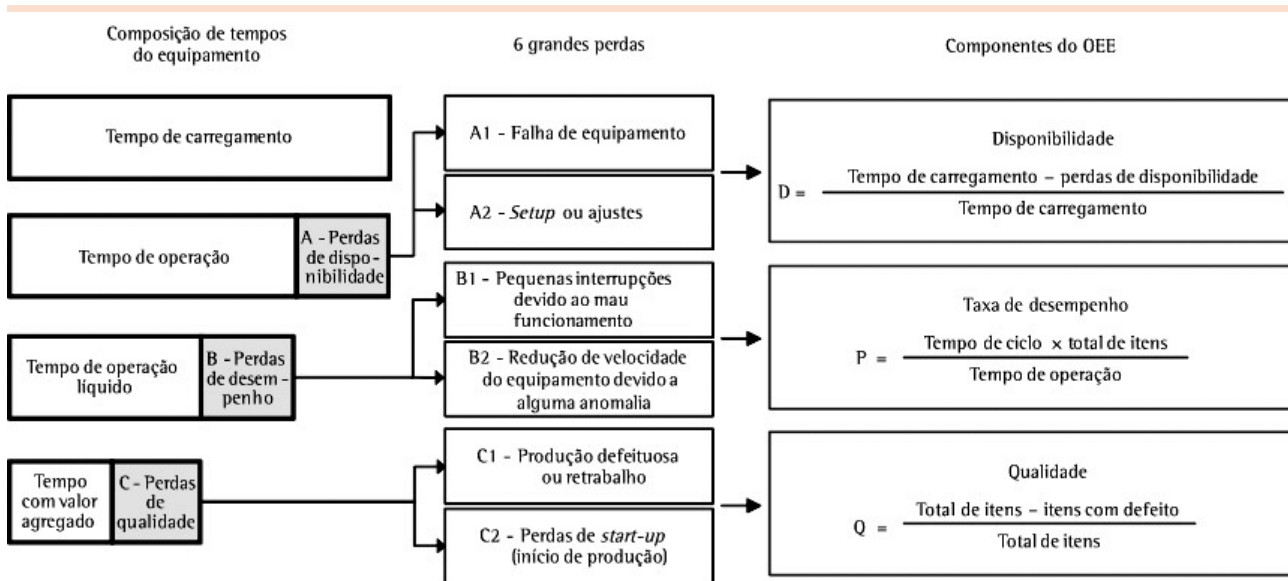 Composição de tempos
do equipamento
6 grandes perdas
Componentes do OEE
Tempo de carregamento
A1 - Falha de equipamento
A2 - Setup ou ajustes
Disponibilidade
D =
Tempo de carregamento – perdas de disponibilidade
Tempo de carregamento
Tempo de operação
A - Perdas
de dispo-
nibilidade
B1 - Pequenas interrupções
devido ao mau
funcionamento
B2 - Redução de velocidade
do equipamento devido a
alguma anomalia
Taxa de desempenho
P =
Tempo de ciclo × total de itens
Tempo de operação
Tempo de operação
líquido
B - Perdas
de desem-
penho
C1 - Produção defeituosa
ou retrabalho
C2 - Perdas de start-up
(início de produção)
Qualidade
Q =
Total de itens – itens com defeito
Total de itens
Tempo
com valor
agregado
C - Perdas
de
qualidade